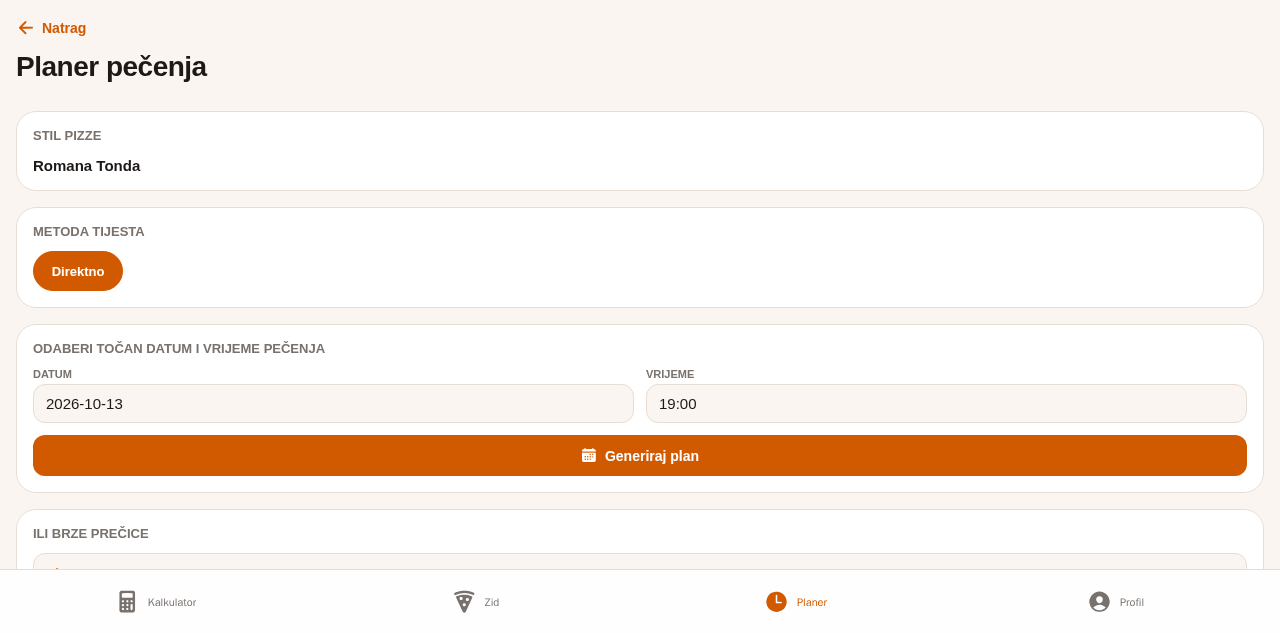 Natrag
Planer pečenja
STIL PIZZE
Romana Tonda
METODA TIJESTA
Direktno
ODABERI TOČAN DATUM I VRIJEME PEČENJA
DATUM
VRIJEME
2026-10-13
19:00
Generiraj plan
ILI BRZE PREČICE
Kalkulator
Zid
Planer
Profil